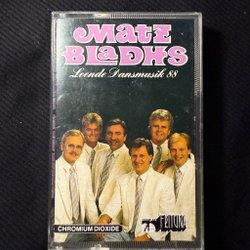 Matz
BLaDHS
Leende Dansmusik 88
CHROMIUM DIOXIDE